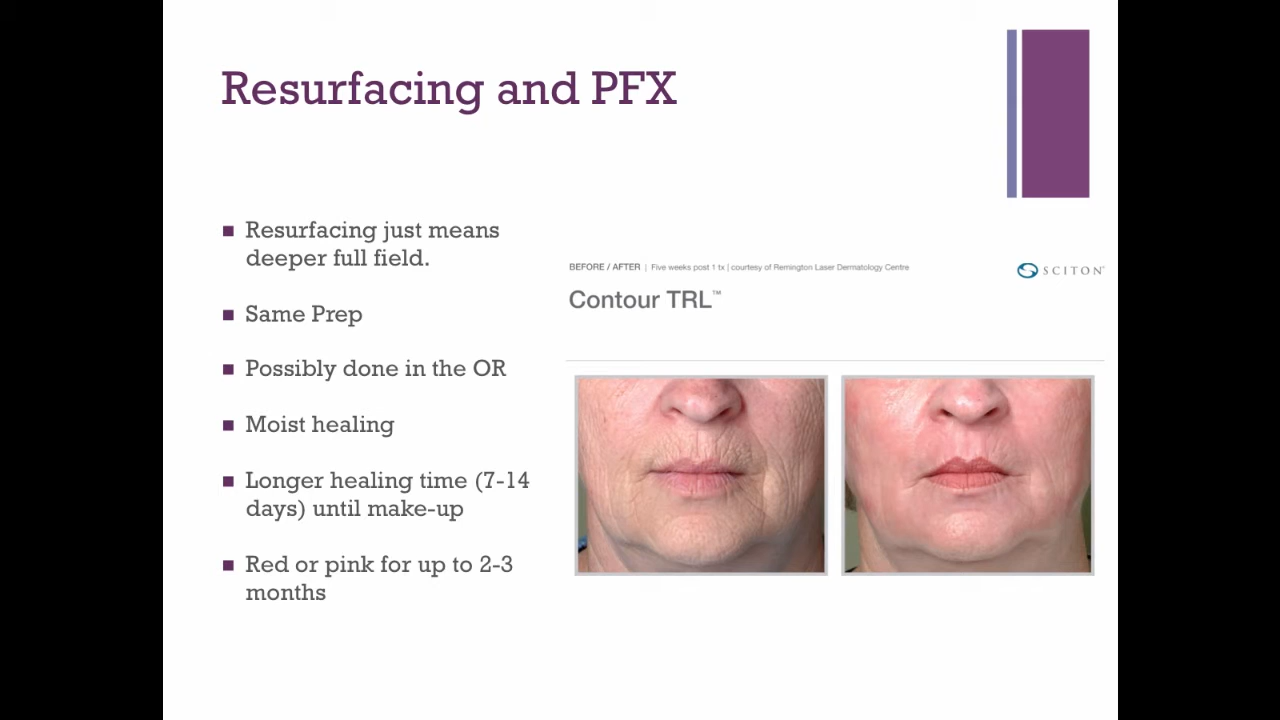 Resurfacing and PFX
Resurfacing just means
deeper full field.
Same Prep
Possibly done in the OR
Moist healing
Longer healing time (7-14
days) until make-up
Red or pink for up to 2-3
months
BEFORE / AFTER | Five weeks post 1 tx | courtesy of Remington Laser Dermatology Centre
SCITON
Contour TRL™